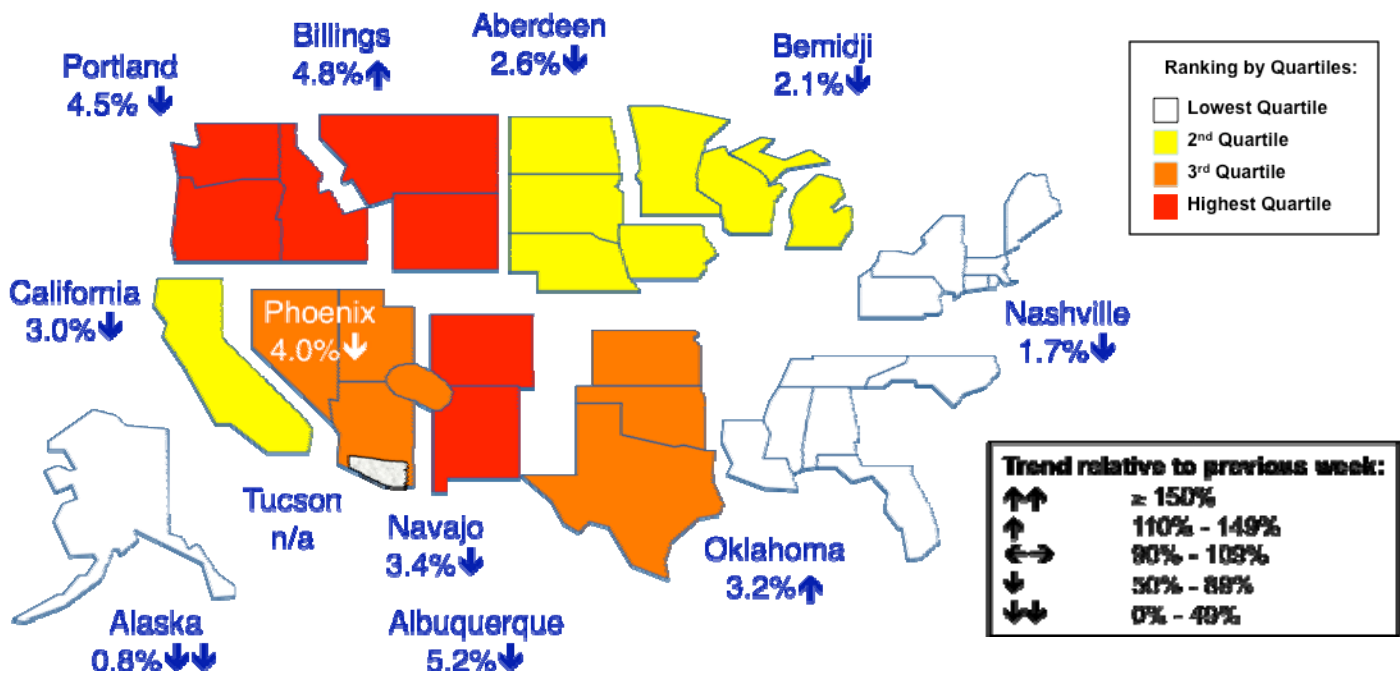 Billings
4.8%↑
Aberdeen
2.6%↓
Bemidji
2.1%↓
Portland
4.5% ↓
Ranking by Quartiles:
Lowest Quartile
2nd Quartile
3rd Quartile
Highest Quartile
California
3.0%↓
Phoenix
4.0%↓
Nashville
1.7%↓
Tucson
n/a
Navajo
3.4%↓
Oklahoma
3.2%↑
Alaska
0.8%↓↓
Albuquerque
5.2%↓
Trend relative to previous week:
↑↑ ≥ 150%
↑ 110% - 149%
↔ 90% - 109%
↓ 50% - 89%
↓↓ 0% - 49%